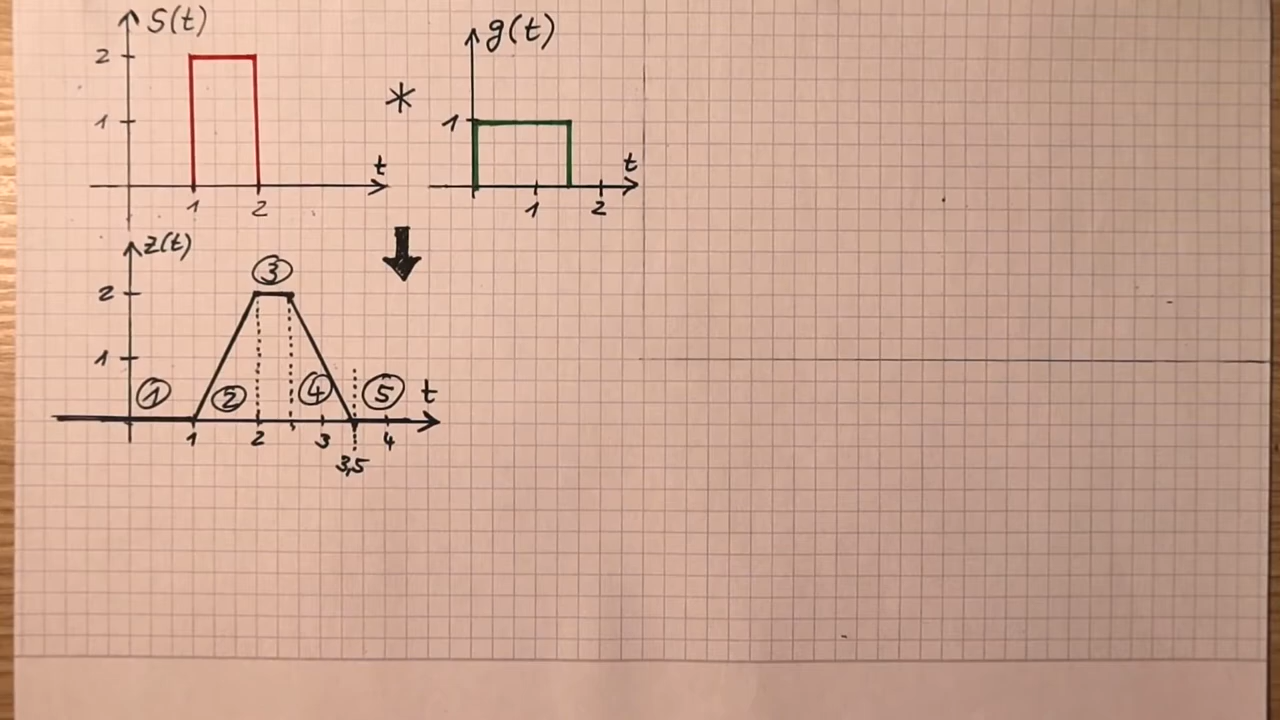 S(t)
2
1
t
1 2
*
g(t)
1
t
1 2
z(t)
③
2
1
① ② ④ ⑤ t
1 2 3 4
3,5